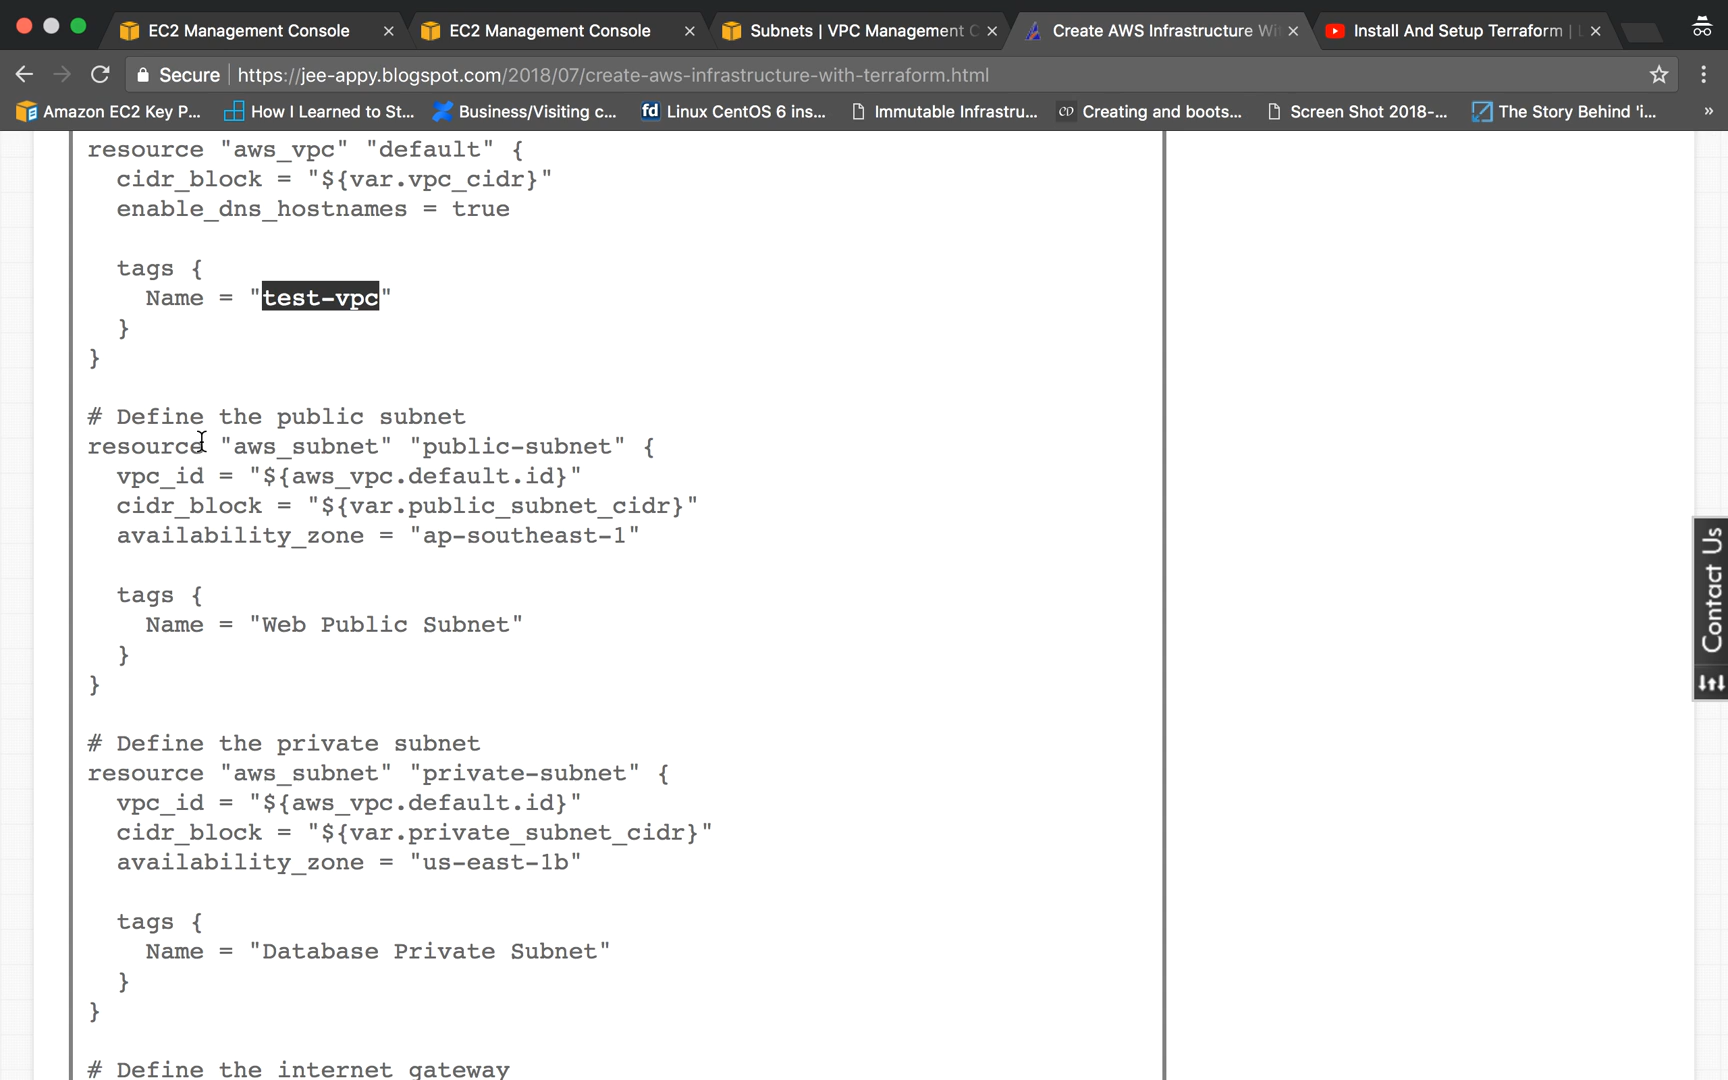 EC2 Management Console
EC2 Management Console
Subnets | VPC Management C
Create AWS Infrastructure Wi
Install And Setup Terraform |
Secure
https://jee-appy.blogspot.com/2018/07/create-aws-infrastructure-with-terraform.html
Amazon EC2 Key P...
How I Learned to St...
Business/Visiting c...
fd Linux CentOS 6 ins...
Immutable Infrastru...
Creating and boots...
Screen Shot 2018-...
The Story Behind 'i...
»
resource "aws_vpc" "default" {
cidr_block = "${var.vpc_cidr}"
enable_dns_hostnames = true
tags {
Name = "test-vpc"
}
}
# Define the public subnet
resource "aws_subnet" "public-subnet" {
vpc_id = "${aws_vpc.default.id}"
cidr_block = "${var.public_subnet_cidr}"
availability_zone = "ap-southeast-1"
tags {
Name = "Web Public Subnet"
}
}
# Define the private subnet
resource "aws_subnet" "private-subnet" {
vpc_id = "${aws_vpc.default.id}"
cidr_block = "${var.private_subnet_cidr}"
availability_zone = "us-east-1b"
tags {
Name = "Database Private Subnet"
}
}
# Define the internet gateway
Contact Us